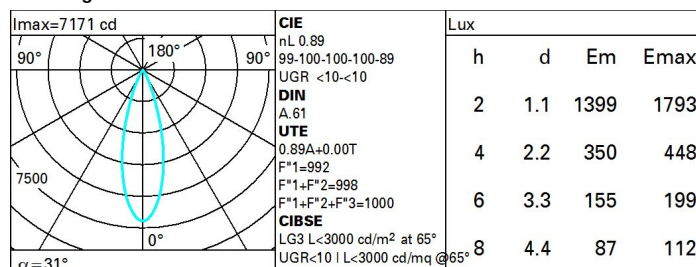 Imax=7171 cd
90°
180°
90°
7500
0°
α=31°
CIE
nL 0.89
99-100-100-100-89
UGR <10-<10
DIN
A.61
UTE
0.89A+0.00T
F"1=992
F"1+F"2=998
F"1+F"2+F"3=1000
CIBSE
LG3 L<3000 cd/m² at 65°
UGR<10 | L<3000 cd/mq @65°
Lux
h d Em Emax
2 1.1 1399 1793
4 2.2 350 448
6 3.3 155 199
8 4.4 87 112